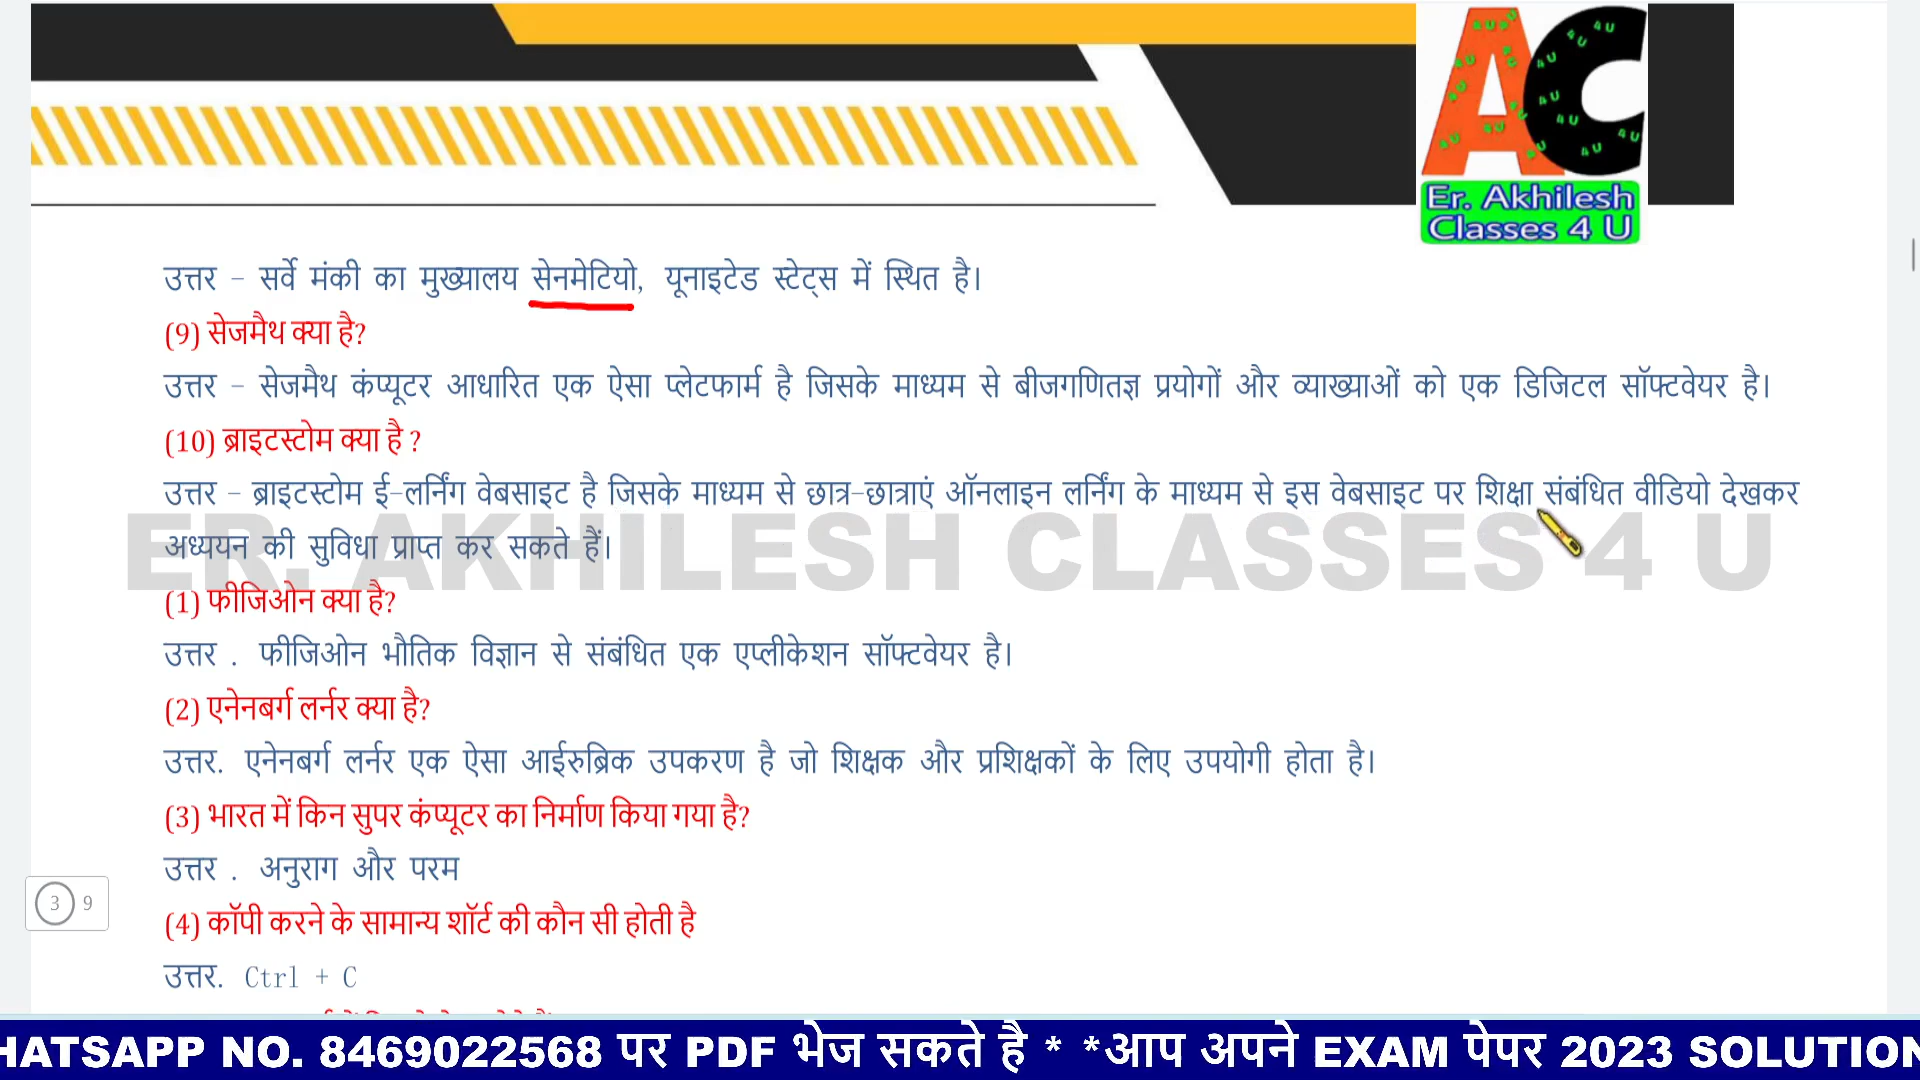 Er. Akhilesh
Classes 4 U
उत्तर - सर्वे मंकी का मुख्यालय सेनमेटियो, यूनाइटेड स्टेट्स में स्थित है।
(9) सेजमैथ क्या है?
उत्तर - सेजमैथ कंप्यूटर आधारित एक ऐसा प्लेटफार्म है जिसके माध्यम से बीजगणितज्ञ प्रयोगों और व्याख्याओं को एक डिजिटल सॉफ्टवेयर है।
(10) ब्राइटस्टोम क्या है ?
उत्तर - ब्राइटस्टोम ई-लर्निंग वेबसाइट है जिसके माध्यम से छात्र-छात्राएं ऑनलाइन लर्निंग के माध्यम से इस वेबसाइट पर शिक्षा संबंधित वीडियो देखकर
अध्ययन की सुविधा प्राप्त कर सकते हैं।
ER. AKHILESH CLASSES 4 U
(1) फीजिओन क्या है?
उत्तर . फीजिओन भौतिक विज्ञान से संबंधित एक एप्लीकेशन सॉफ्टवेयर है।
(2) एनेनबर्ग लर्नर क्या है?
उत्तर. एनेनबर्ग लर्नर एक ऐसा आईरुब्रिक उपकरण है जो शिक्षक और प्रशिक्षकों के लिए उपयोगी होता है।
(3) भारत में किन सुपर कंप्यूटर का निर्माण किया गया है?
उत्तर . अनुराग और परम
3 9
(4) कॉपी करने के सामान्य शॉर्ट की कौन सी होती है
उत्तर. Ctrl + C
HATSAPP NO. 8469022568 पर PDF भेज सकते है * *आप अपने EXAM पेपर 2023 SOLUTION